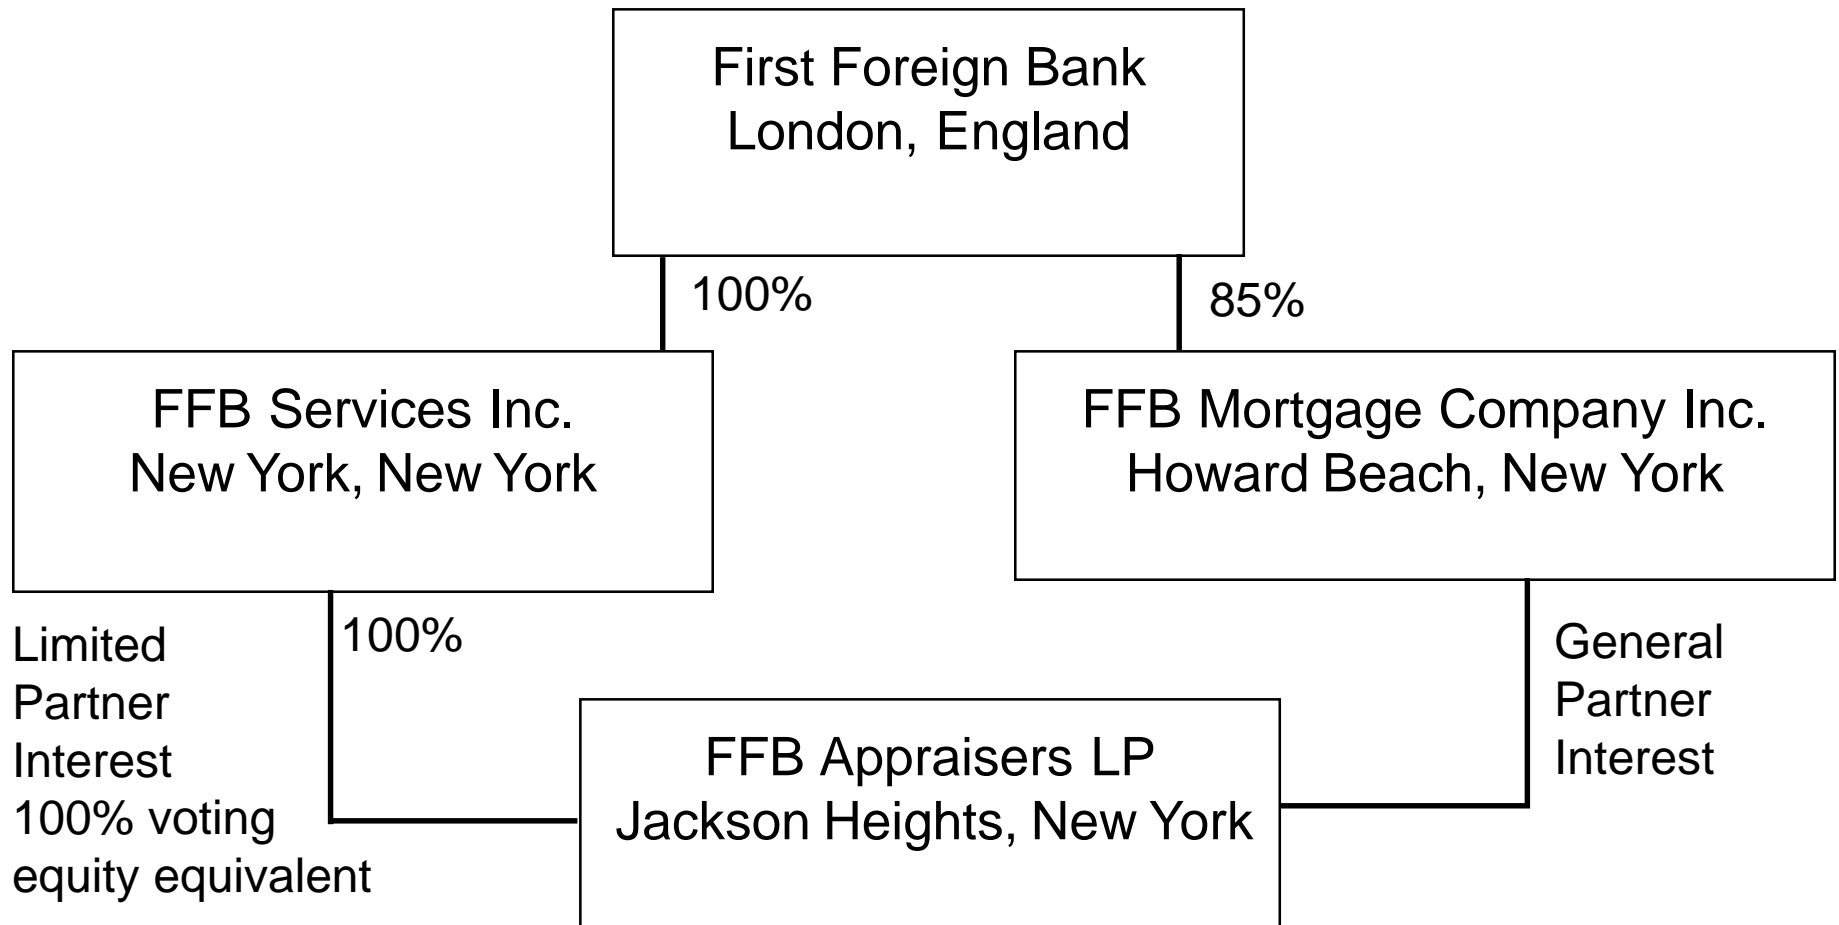 First Foreign Bank
London, England
100%
85%
FFB Services Inc.
New York, New York
FFB Mortgage Company Inc.
Howard Beach, New York
Limited
Partner
Interest
100% voting
equity equivalent
100%
General
Partner
Interest
FFB Appraisers LP
Jackson Heights, New York